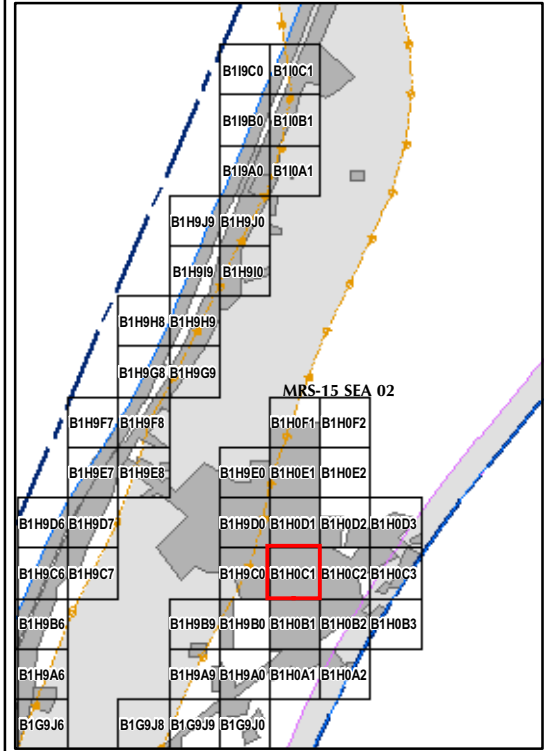 B1I9C0 B1I0C1
B1I9B0 B1I0B1
B1I9A0 B1I0A1
B1H9J9 B1H9J0
B1H9I9 B1H9I0
B1H9H8 B1H9H9
B1H9G8 B1H9G9
MRS-15 SEA 02
B1H9F7 B1H9F8 B1H0F1 B1H0F2
B1H9E7 B1H9E8 B1H9E0 B1H0E1 B1H0E2
B1H9D6 B1H9D7 B1H9D0 B1H0D1 B1H0D2 B1H0D3
B1H9C6 B1H9C7 B1H9C0 B1H0C1 B1H0C2 B1H0C3
B1H9B6 B1H9B9 B1H9B0 B1H0B1 B1H0B2 B1H0B3
B1H9A6 B1H9A9 B1H9A0 B1H0A1 B1H0A2
B1G9J6 B1G9J8 B1G9J9 B1G9J0